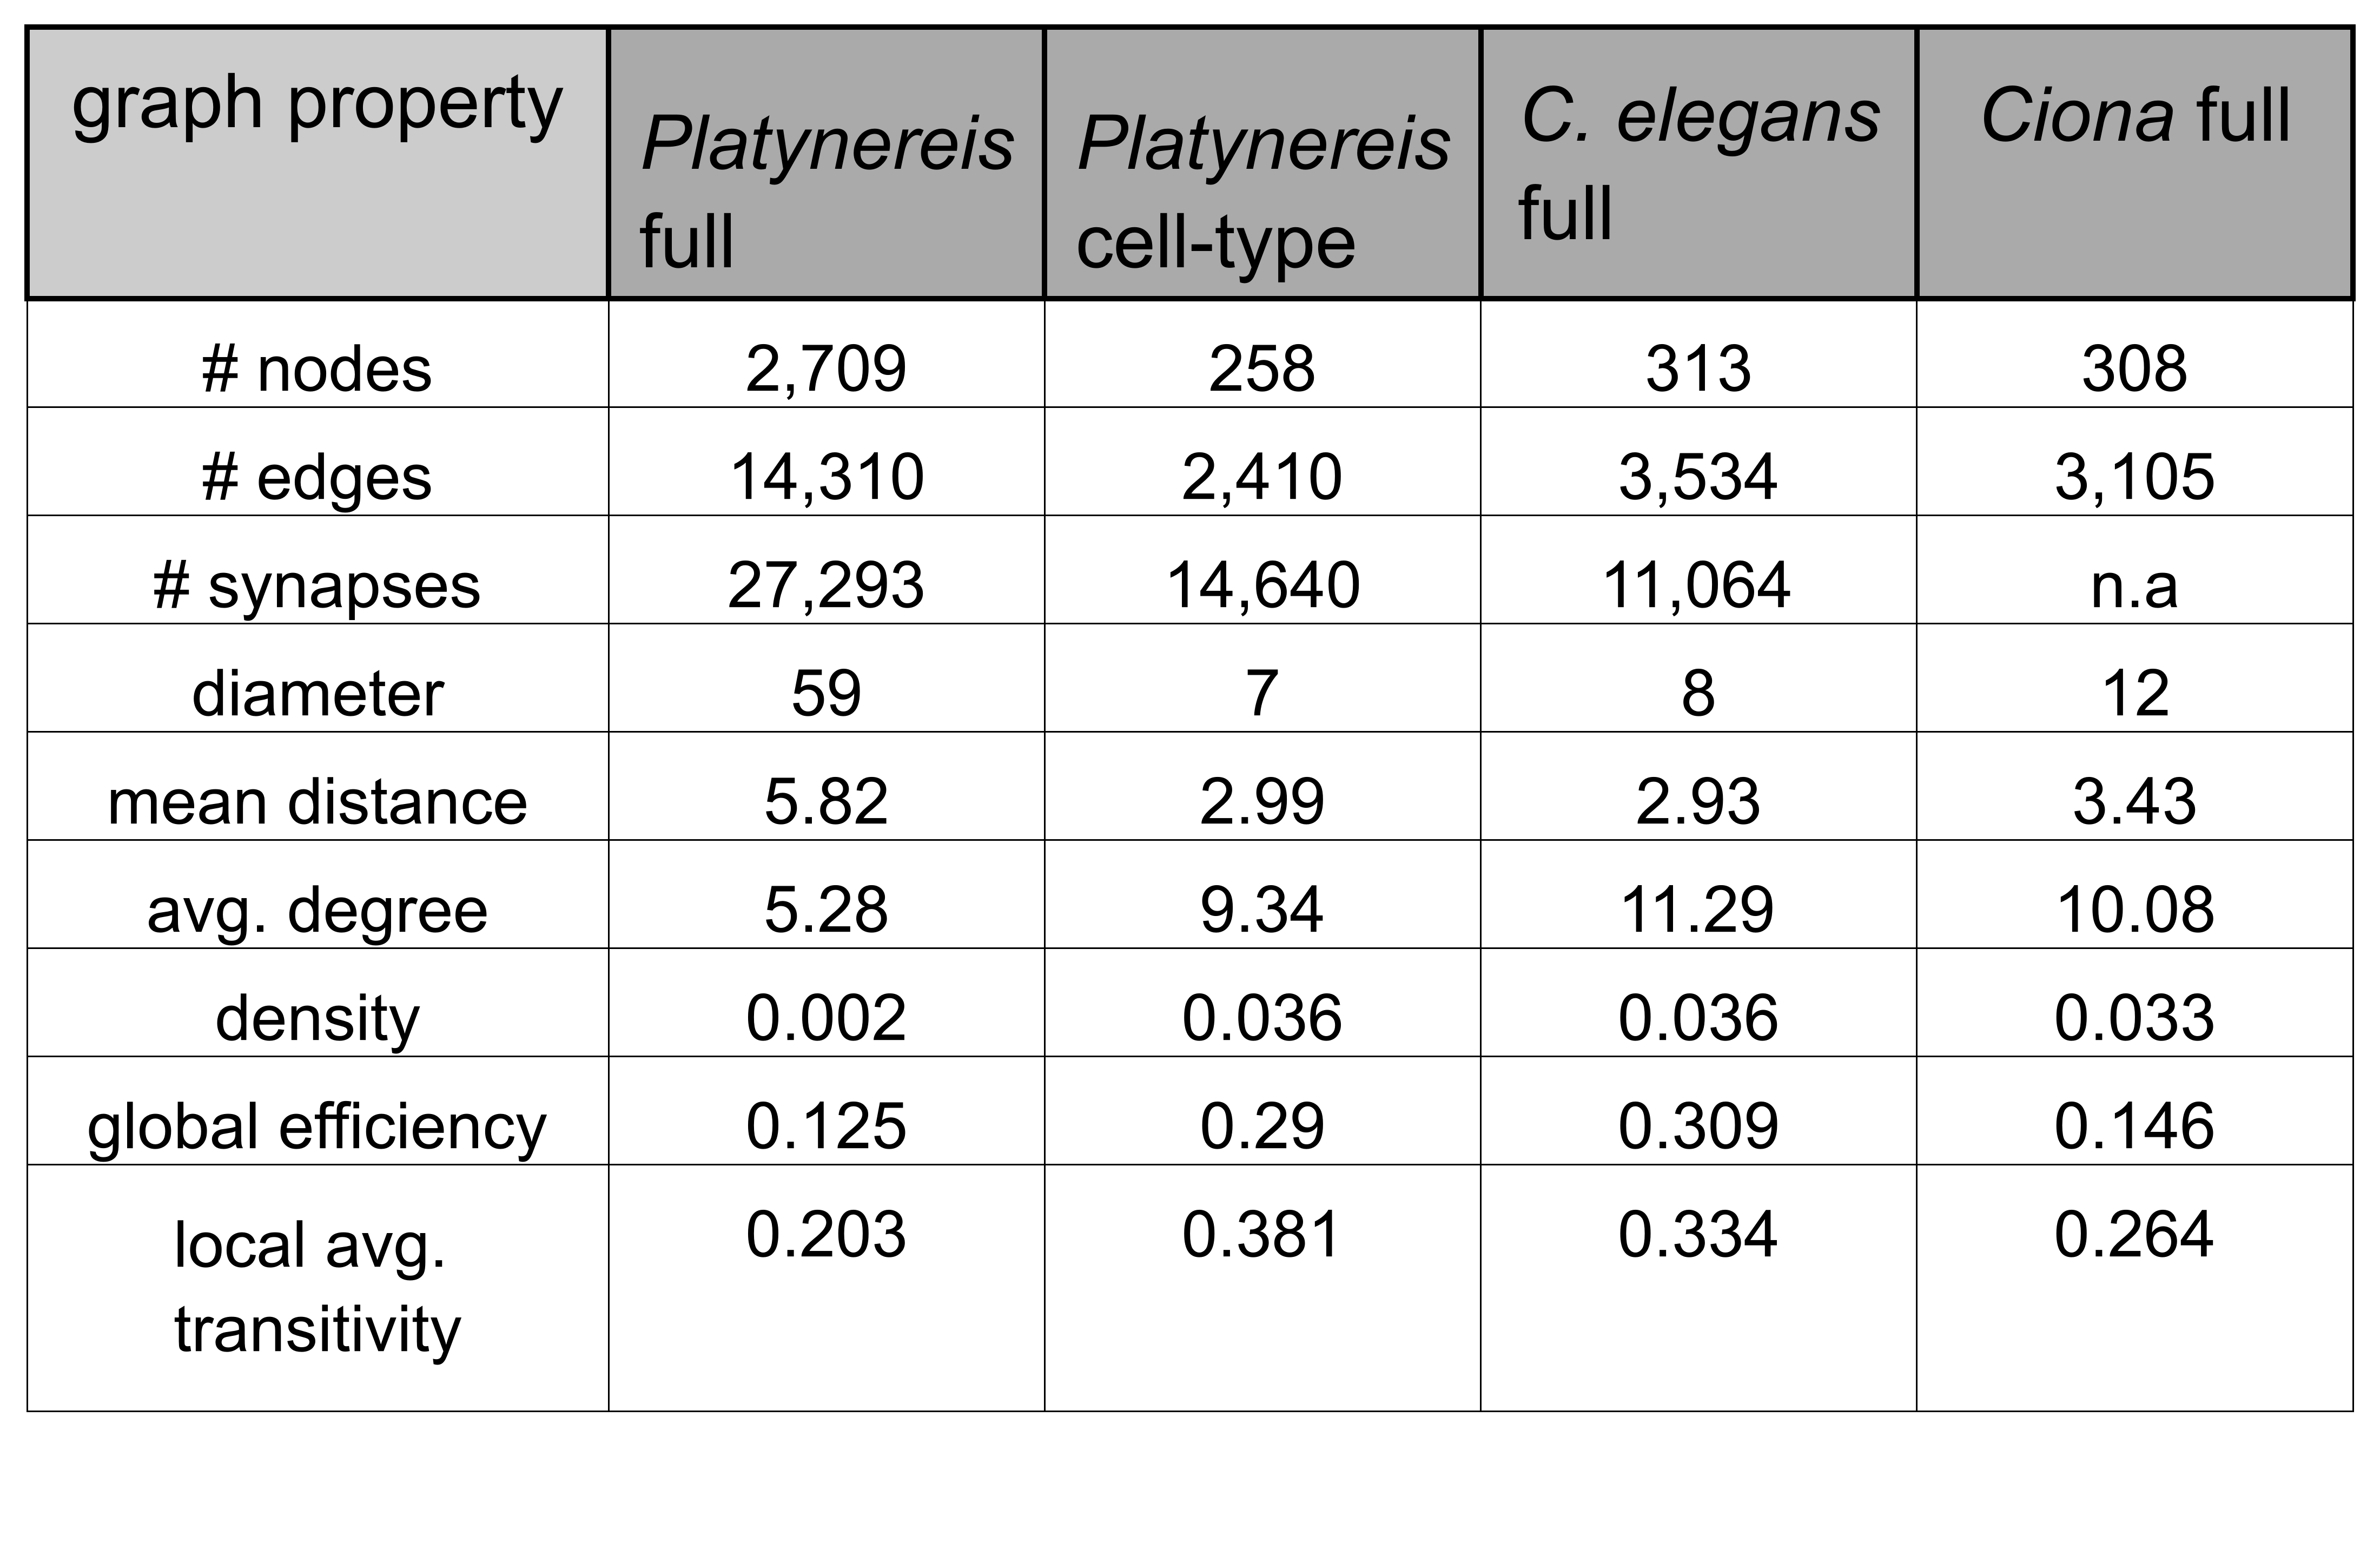 graph property Platynereis full Platynereis cell-type C. elegans full Ciona full
# nodes 2,709 258 313 308
# edges 14,310 2,410 3,534 3,105
# synapses 27,293 14,640 11,064 n.a
diameter 59 7 8 12
mean distance 5.82 2.99 2.93 3.43
avg. degree 5.28 9.34 11.29 10.08
density 0.002 0.036 0.036 0.033
global efficiency 0.125 0.29 0.309 0.146
local avg. transitivity 0.203 0.381 0.334 0.264